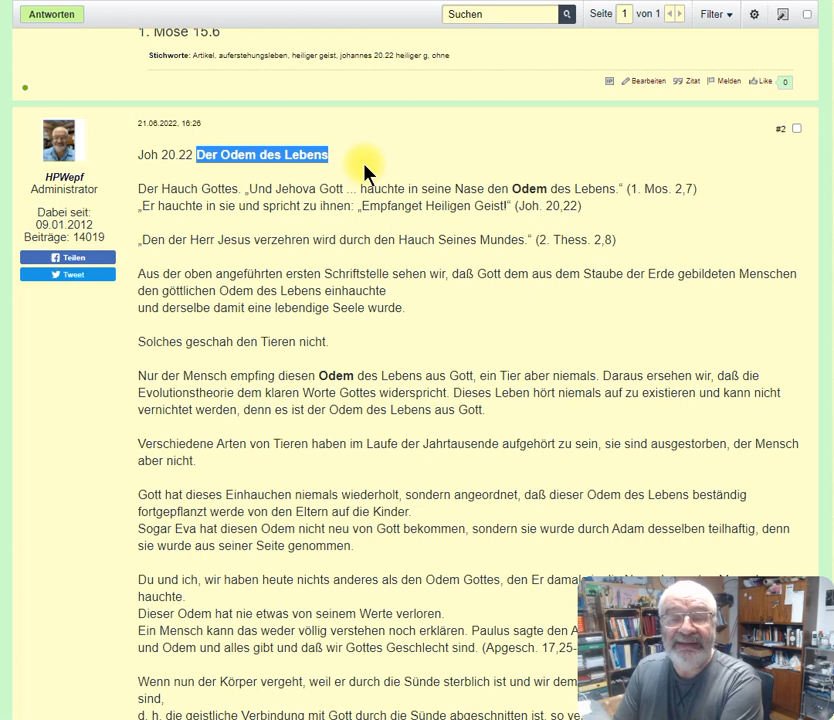 Antworten
Suchen
Seite 1 von 1
Filter
1. Mose 15.6
Stichworte: Artikel, auferstehungsleben, heiliger geist, johannes 20.22 heiliger g, ohne
Bearbeiten Zitat Melden Like 0
21.06.2022, 16:26
#2
HPWepf
Administrator
Dabei seit:
09.01.2012
Beiträge: 14019
Teilen
Tweet
Joh 20.22 Der Odem des Lebens
Der Hauch Gottes. „Und Jehova Gott ... hauchte in seine Nase den Odem des Lebens.“ (1. Mos. 2,7)
„Er hauchte in sie und spricht zu ihnen: „Empfanget Heiligen Geist!“ (Joh. 20,22)
„Den der Herr Jesus verzehren wird durch den Hauch Seines Mundes.“ (2. Thess. 2,8)
Aus der oben angeführten ersten Schriftstelle sehen wir, daß Gott dem aus dem Staube der Erde gebildeten Menschen
den göttlichen Odem des Lebens einhauchte
und derselbe damit eine lebendige Seele wurde.
Solches geschah den Tieren nicht.
Nur der Mensch empfing diesen Odem des Lebens aus Gott, ein Tier aber niemals. Daraus ersehen wir, daß die
Evolutionstheorie dem klaren Worte Gottes widerspricht. Dieses Leben hört niemals auf zu existieren und kann nicht
vernichtet werden, denn es ist der Odem des Lebens aus Gott.
Verschiedene Arten von Tieren haben im Laufe der Jahrtausende aufgehört zu sein, sie sind ausgestorben, der Mensch
aber nicht.
Gott hat dieses Einhauchen niemals wiederholt, sondern angeordnet, daß dieser Odem des Lebens beständig
fortgepflanzt werde von den Eltern auf die Kinder.
Sogar Eva hat diesen Odem nicht neu von Gott bekommen, sondern sie wurde durch Adam desselben teilhaftig, denn
sie wurde aus seiner Seite genommen.
Du und ich, wir haben heute nichts anderes als den Odem Gottes, den Er
hauchte.
Dieser Odem hat nie etwas von seinem Werte verloren.
Ein Mensch kann das weder völlig verstehen noch erklären. Paulus sagte den
und Odem und alles gibt und daß wir Gottes Geschlecht sind. (Apgesch. 17,25-
Wenn nun der Körper vergeht, weil er durch die Sünde sterblich ist und wir dem
sind,
d. h. die geistliche Verbindung mit Gott durch die Sünde abgeschnitten ist, so